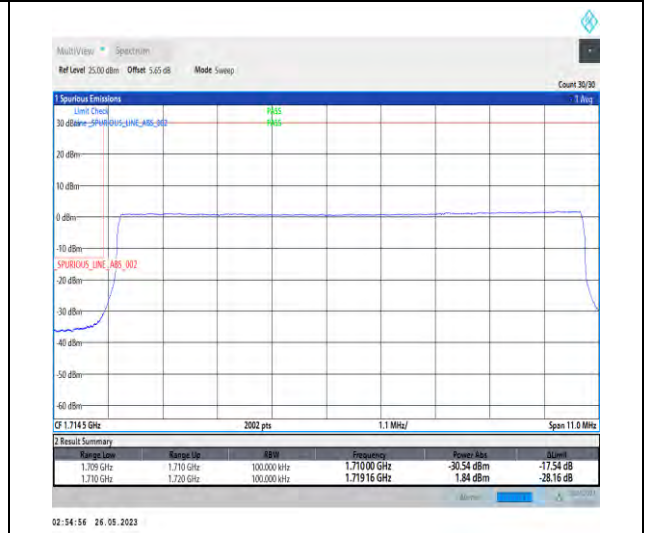 MultiView Spectrum
Ref Level 25.00 dBm Offset 5.65 dB Mode Sweep
Count 30/30
1 Spurious Emissions 1 Avg
Limit Check PASS
30 dBm _SPURIOUS_LINE_ABS_002 PASS
20 dBm
10 dBm
0 dBm
-10 dBm
_SPURIOUS_LINE_ABS_002
-20 dBm
-30 dBm
-40 dBm
-50 dBm
-60 dBm
CF 1.7145 GHz 2002 pts 1.1 MHz/ Span 11.0 MHz
2 Result Summary
Range Low Range Up RBW Frequency Power Abs ΔLimit
1.709 GHz 1.710 GHz 100.000 kHz 1.71000 GHz -30.54 dBm -17.54 dB
1.710 GHz 1.720 GHz 100.000 kHz 1.71916 GHz 1.84 dBm -28.16 dB
02:54:56 26.05.2023